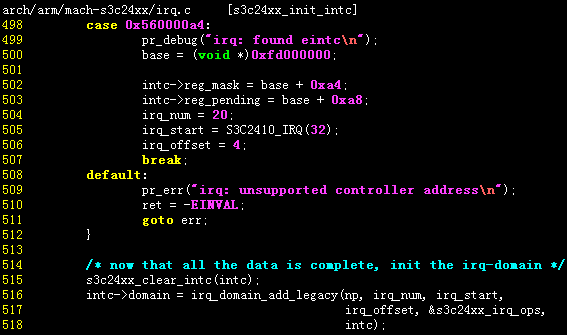 arch/arm/mach-s3c24xx/irq.c     [s3c24xx_init_intc]
498         case 0x560000a4:
499                 pr_debug("irq: found eintc\n");
500                 base = (void *)0xfd000000;
501
502                 intc->reg_mask = base + 0xa4;
503                 intc->reg_pending = base + 0xa8;
504                 irq_num = 20;
505                 irq_start = S3C2410_IRQ(32);
506                 irq_offset = 4;
507                 break;
508         default:
509                 pr_err("irq: unsupported controller address\n");
510                 ret = -EINVAL;
511                 goto err;
512         }
513
514         /* now that all the data is complete, init the irq-domain */
515         s3c24xx_clear_intc(intc);
516         intc->domain = irq_domain_add_legacy(np, irq_num, irq_start,
517                                              irq_offset, &s3c24xx_irq_ops,
518                                              intc);